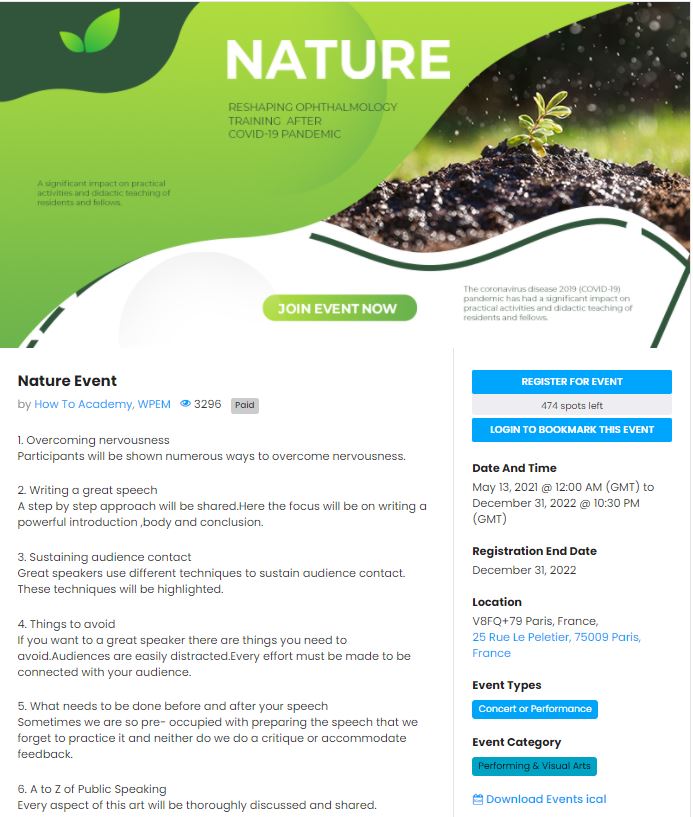 NATURE
RESHAPING OPHTHALMOLOGY
TRAINING AFTER
COVID-19 PANDEMIC
A significant impact on practical
activities and didactic teaching of
residents and fellows.
JOIN EVENT NOW
The coronavirus disease 2019 (COVID-19)
pandemic has had a significant impact on
practical activities and didactic teaching of
residents and fellows.
Nature Event
by How To Academy, WPEM 3296 Paid
1. Overcoming nervousness
Participants will be shown numerous ways to overcome nervousness.
2. Writing a great speech
A step by step approach will be shared.Here the focus will be on writing a
powerful introduction ,body and conclusion.
3. Sustaining audience contact
Great speakers use different techniques to sustain audience contact.
These techniques will be highlighted.
4. Things to avoid
If you want to a great speaker there are things you need to
avoid.Audiences are easily distracted.Every effort must be made to be
connected with your audience.
5. What needs to be done before and after your speech
Sometimes we are so pre- occupied with preparing the speech that we
forget to practice it and neither do we do a critique or accommodate
feedback.
6. A to Z of Public Speaking
Every aspect of this art will be thoroughly discussed and shared.
REGISTER FOR EVENT
474 spots left
LOGIN TO BOOKMARK THIS EVENT
Date And Time
May 13, 2021 @ 12:00 AM (GMT) to
December 31, 2022 @ 10:30 PM
(GMT)
Registration End Date
December 31, 2022
Location
V8FQ+79 Paris, France,
25 Rue Le Peletier, 75009 Paris,
France
Event Types
Concert or Performance
Event Category
Performing & Visual Arts
Download Events ical